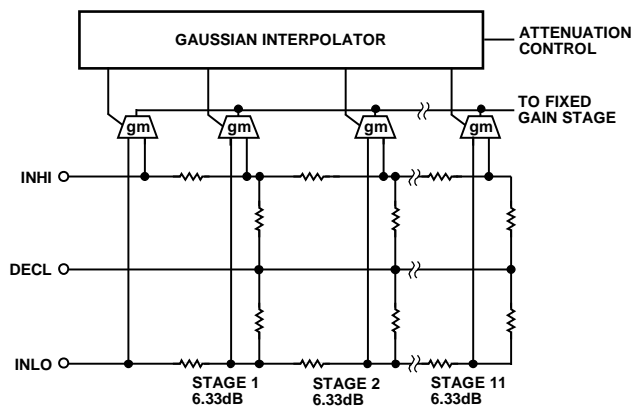 GAUSSIAN INTERPOLATOR
ATTENUATION
CONTROL
TO FIXED
GAIN STAGE
gm
gm
gm
gm
INHI
DECL
INLO
STAGE 1
6.33dB
STAGE 2
6.33dB
STAGE 11
6.33dB